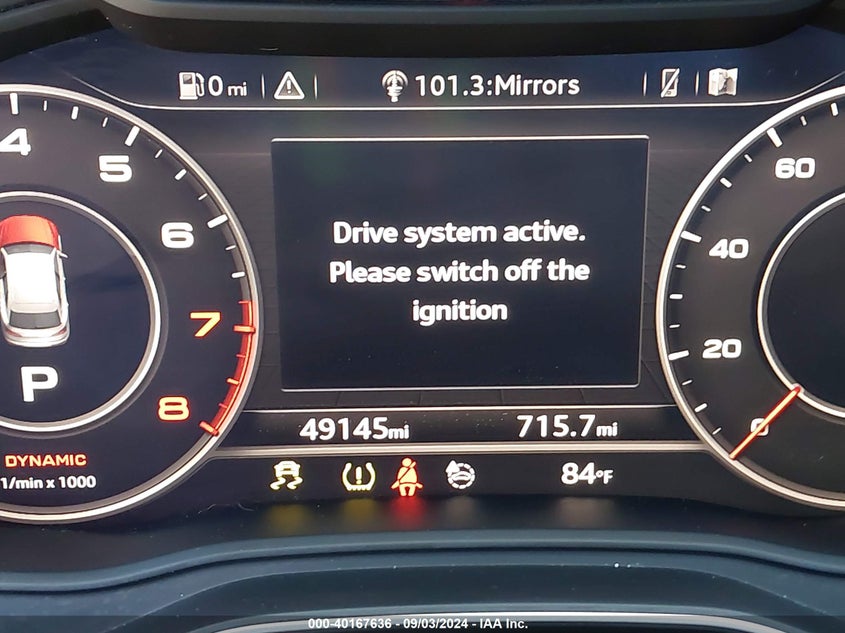 0 mi
101.3:Mirrors
4
5
6
7
8
P
DYNAMIC
1/min x 1000
Drive system active.
Please switch off the
ignition
49145mi
715.7mi
84°F
60
40
20
0
000-40167636 - 09/03/2024 - IAA Inc.